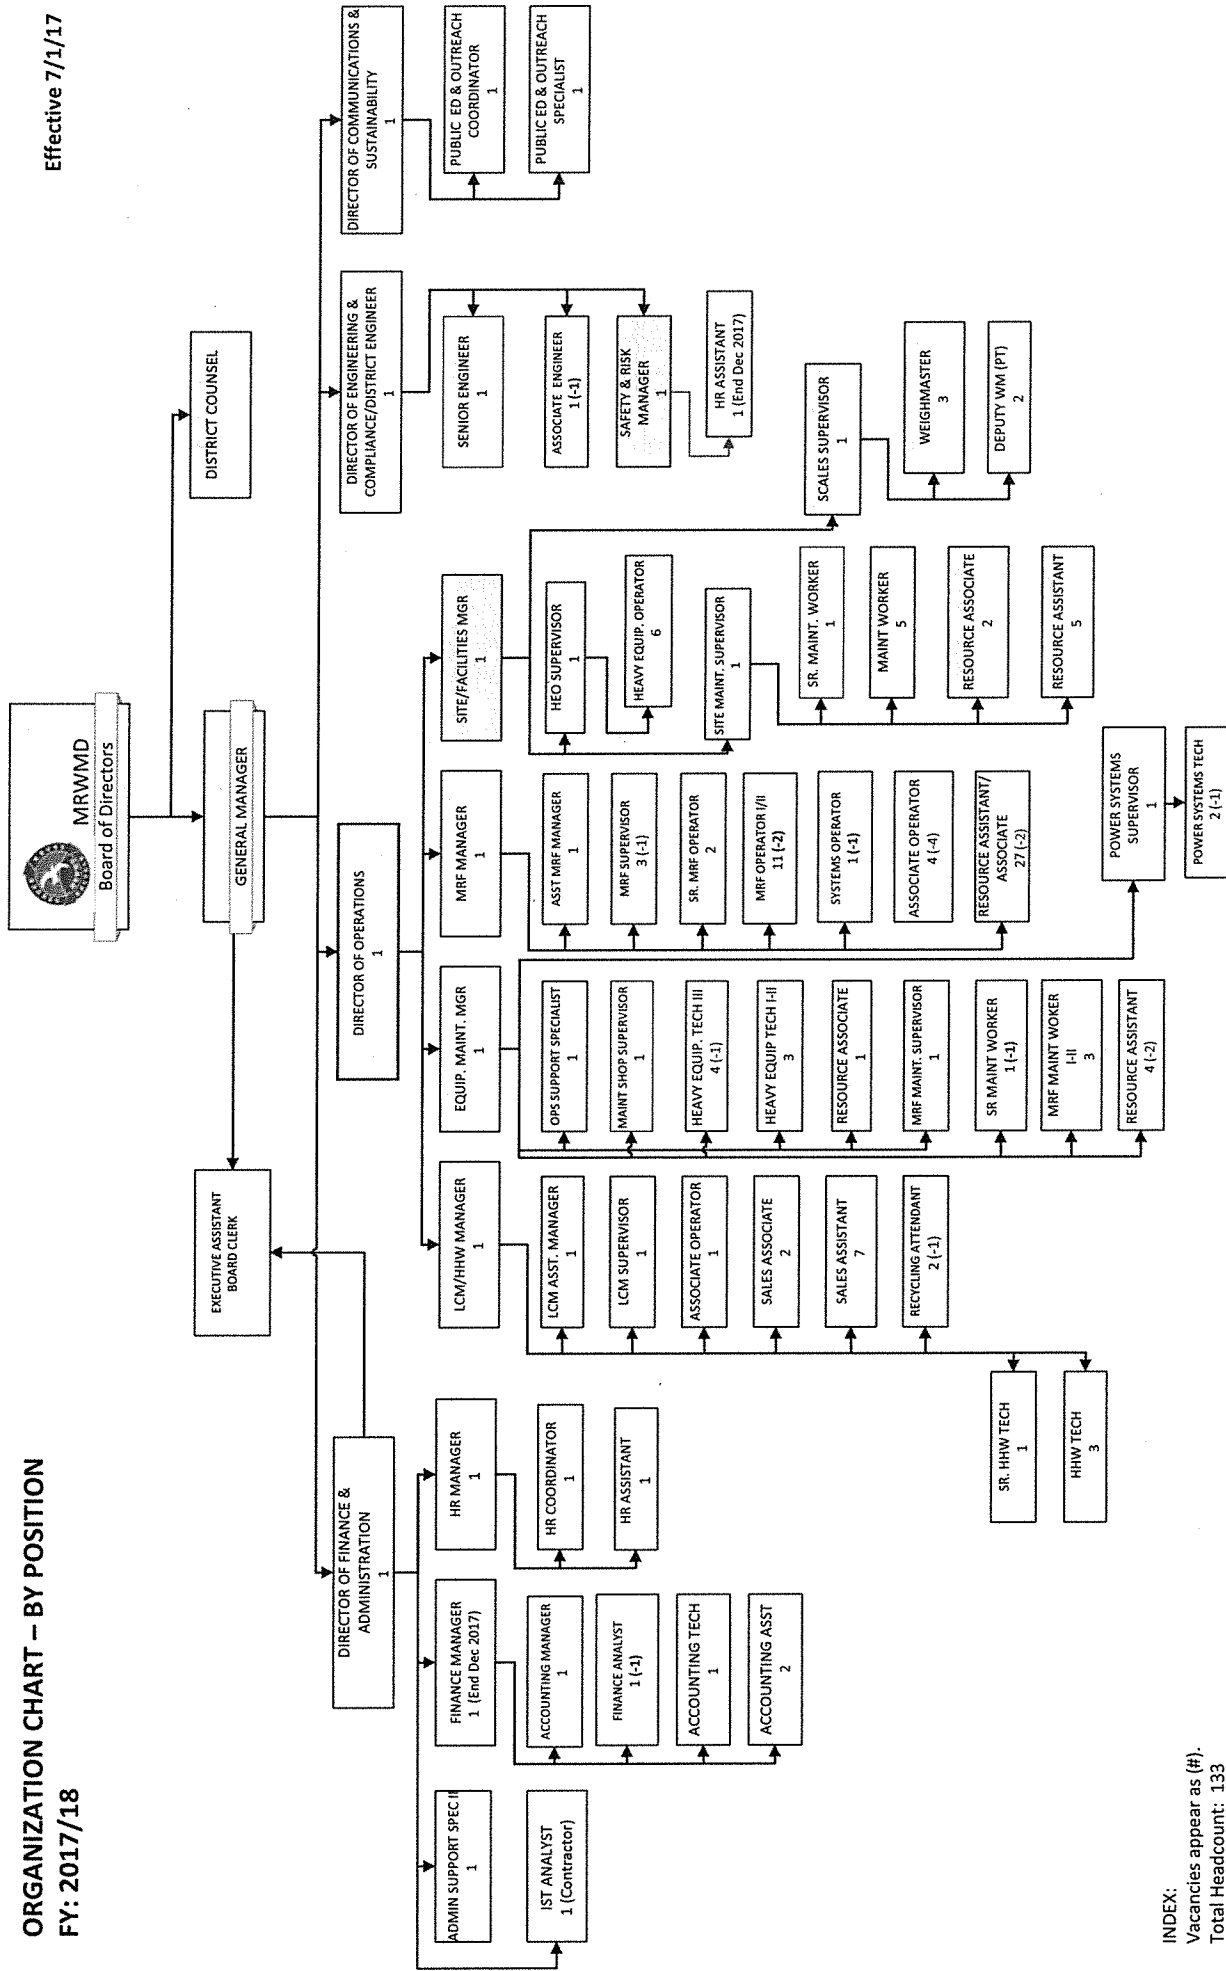 ORGANIZATION CHART – BY POSITION
FY: 2017/18
Effective 7/1/17
MRWMD
Board of Directors
DISTRICT COUNSEL
GENERAL MANAGER
EXECUTIVE ASSISTANT
BOARD CLERK
DIRECTOR OF FINANCE &
ADMINISTRATION
1
DIRECTOR OF OPERATIONS
1
DIRECTOR OF ENGINEERING &
COMPLIANCE/DISTRICT ENGINEER
1
DIRECTOR OF COMMUNICATIONS &
SUSTAINABILITY
1
ADMIN SUPPORT SPEC II
1
IST ANALYST
1 (Contractor)
FINANCE MANAGER
1 (End Dec 2017)
ACCOUNTING MANAGER
1
FINANCE ANALYST
1 (-1)
ACCOUNTING TECH
1
ACCOUNTING ASST
2
HR MANAGER
1
HR COORDINATOR
1
HR ASSISTANT
1
LCM/HHW MANAGER
1
LCM ASST. MANAGER
1
LCM SUPERVISOR
1
ASSOCIATE OPERATOR
1
SALES ASSOCIATE
2
SALES ASSISTANT
7
RECYCLING ATTENDANT
2 (-1)
SR. HHW TECH
1
HHW TECH
3
EQUIP. MAINT. MGR
1
OPS SUPPORT SPECIALIST
1
MAINT SHOP SUPERVISOR
1
HEAVY EQUIP. TECH III
4 (-1)
HEAVY EQUIP TECH I-II
3
RESOURCE ASSOCIATE
1
MRF MAINT. SUPERVISOR
1
SR MAINT WORKER
1 (-1)
MRF MAINT WOKER
I-II
3
RESOURCE ASSISTANT
4 (-2)
POWER SYSTEMS
SUPERVISOR
1
POWER SYSTEMS TECH
2 (-1)
MRF MANAGER
1
ASST MRF MANAGER
1
MRF SUPERVISOR
3 (-1)
SR. MRF OPERATOR
2
MRF OPERATOR I/II
11 (-2)
SYSTEMS OPERATOR
1 (-1)
ASSOCIATE OPERATOR
4 (-4)
RESOURCE ASSISTANT/
ASSOCIATE
27 (-2)
SITE/FACILITIES MGR
1
HEO SUPERVISOR
1
HEAVY EQUIP. OPERATOR
6
SITE MAINT. SUPERVISOR
1
SR. MAINT. WORKER
1
MAINT WORKER
5
RESOURCE ASSOCIATE
2
RESOURCE ASSISTANT
5
SCALES SUPERVISOR
1
WEIGHMASTER
3
DEPUTY WM (PT)
2
SENIOR ENGINEER
1
ASSOCIATE ENGINEER
1 (-1)
SAFETY & RISK
MANAGER
1
HR ASSISTANT
1 (End Dec 2017)
PUBLIC ED & OUTREACH
COORDINATOR
1
PUBLIC ED & OUTREACH
SPECIALIST
1
INDEX:
Vacancies appear as (#).
Total Headcount: 133